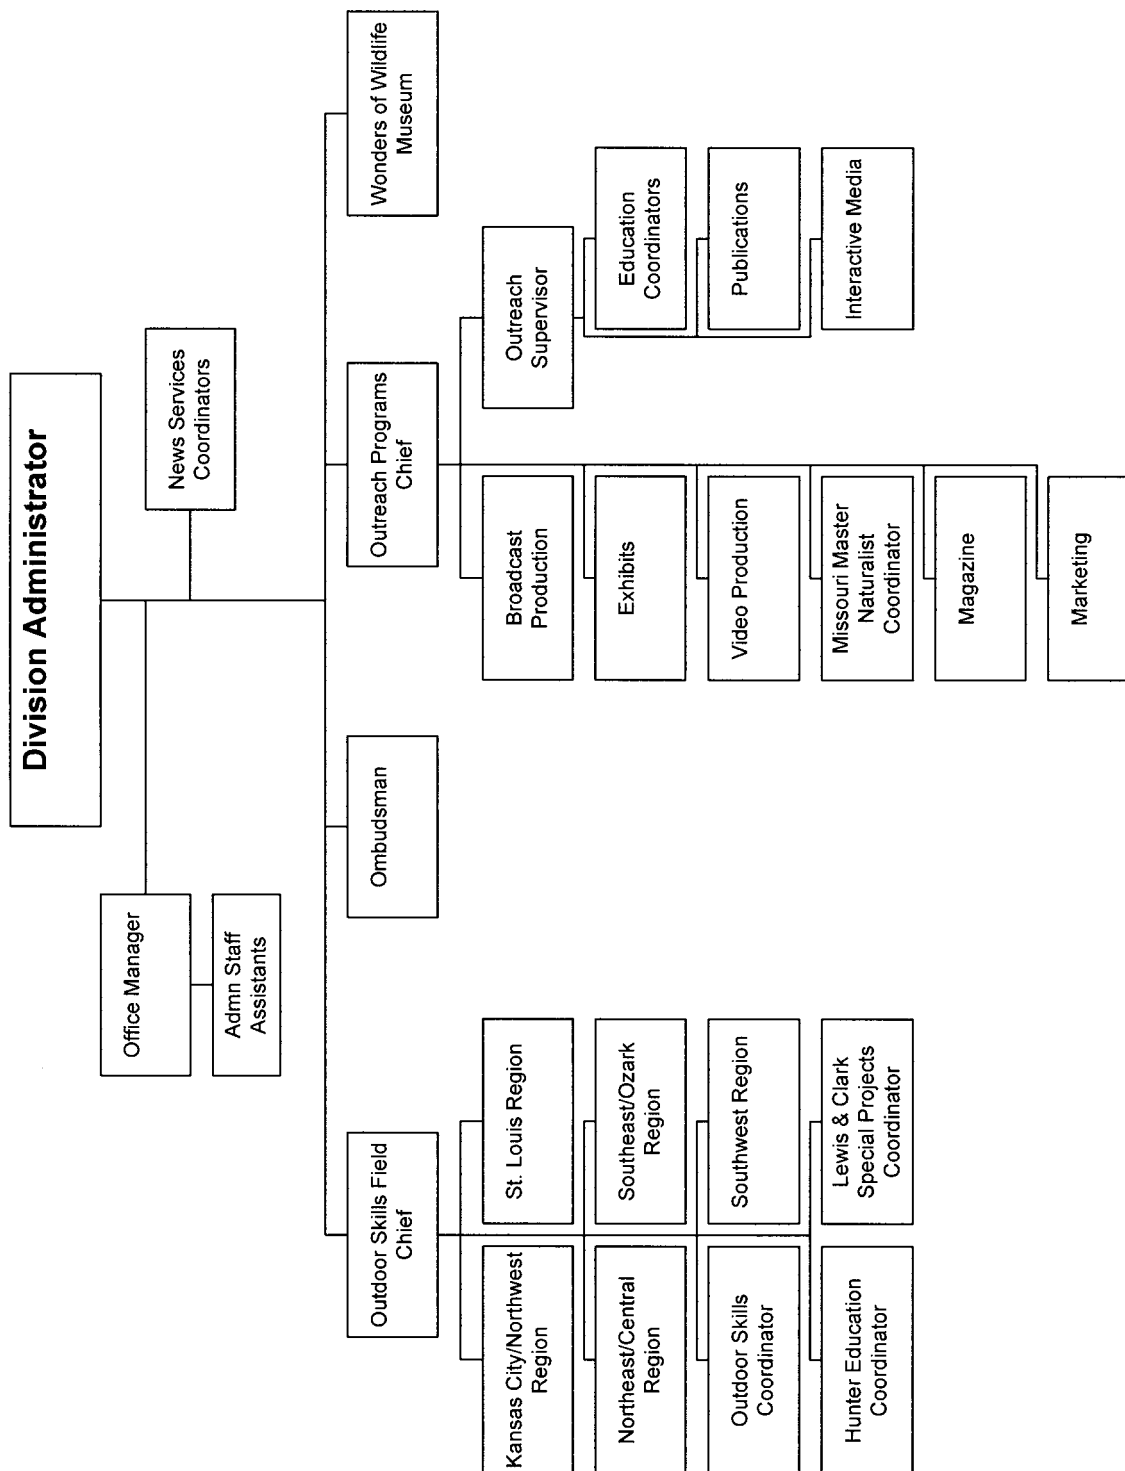 Division Administrator
Office Manager
Admn Staff
Assistants
News Services
Coordinators
Outdoor Skills Field
Chief
Ombudsman
Outreach Programs
Chief
Wonders of Wildlife
Museum
Kansas City/Northwest
Region
St. Louis Region
Northeast/Central
Region
Southeast/Ozark
Region
Outdoor Skills
Coordinator
Southwest Region
Hunter Education
Coordinator
Lewis & Clark
Special Projects
Coordinator
Broadcast
Production
Exhibits
Video Production
Missouri Master
Naturalist
Coordinator
Magazine
Marketing
Outreach
Supervisor
Education
Coordinators
Publications
Interactive Media